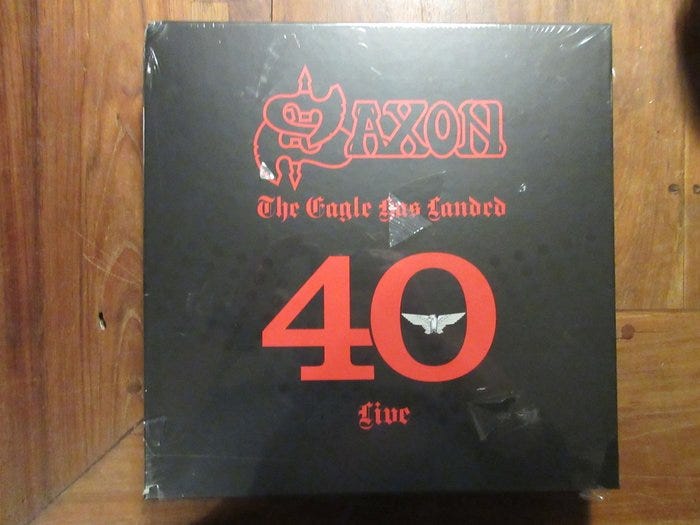 SAXON
The Eagle Has Landed
40
Live